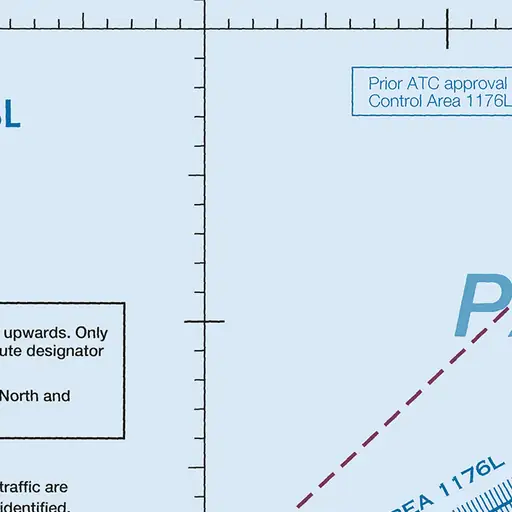 Prior ATC approval
Control Area 1176L
L
P
upwards. Only
ute designator
North and
traffic are
identified.
EA 1176L